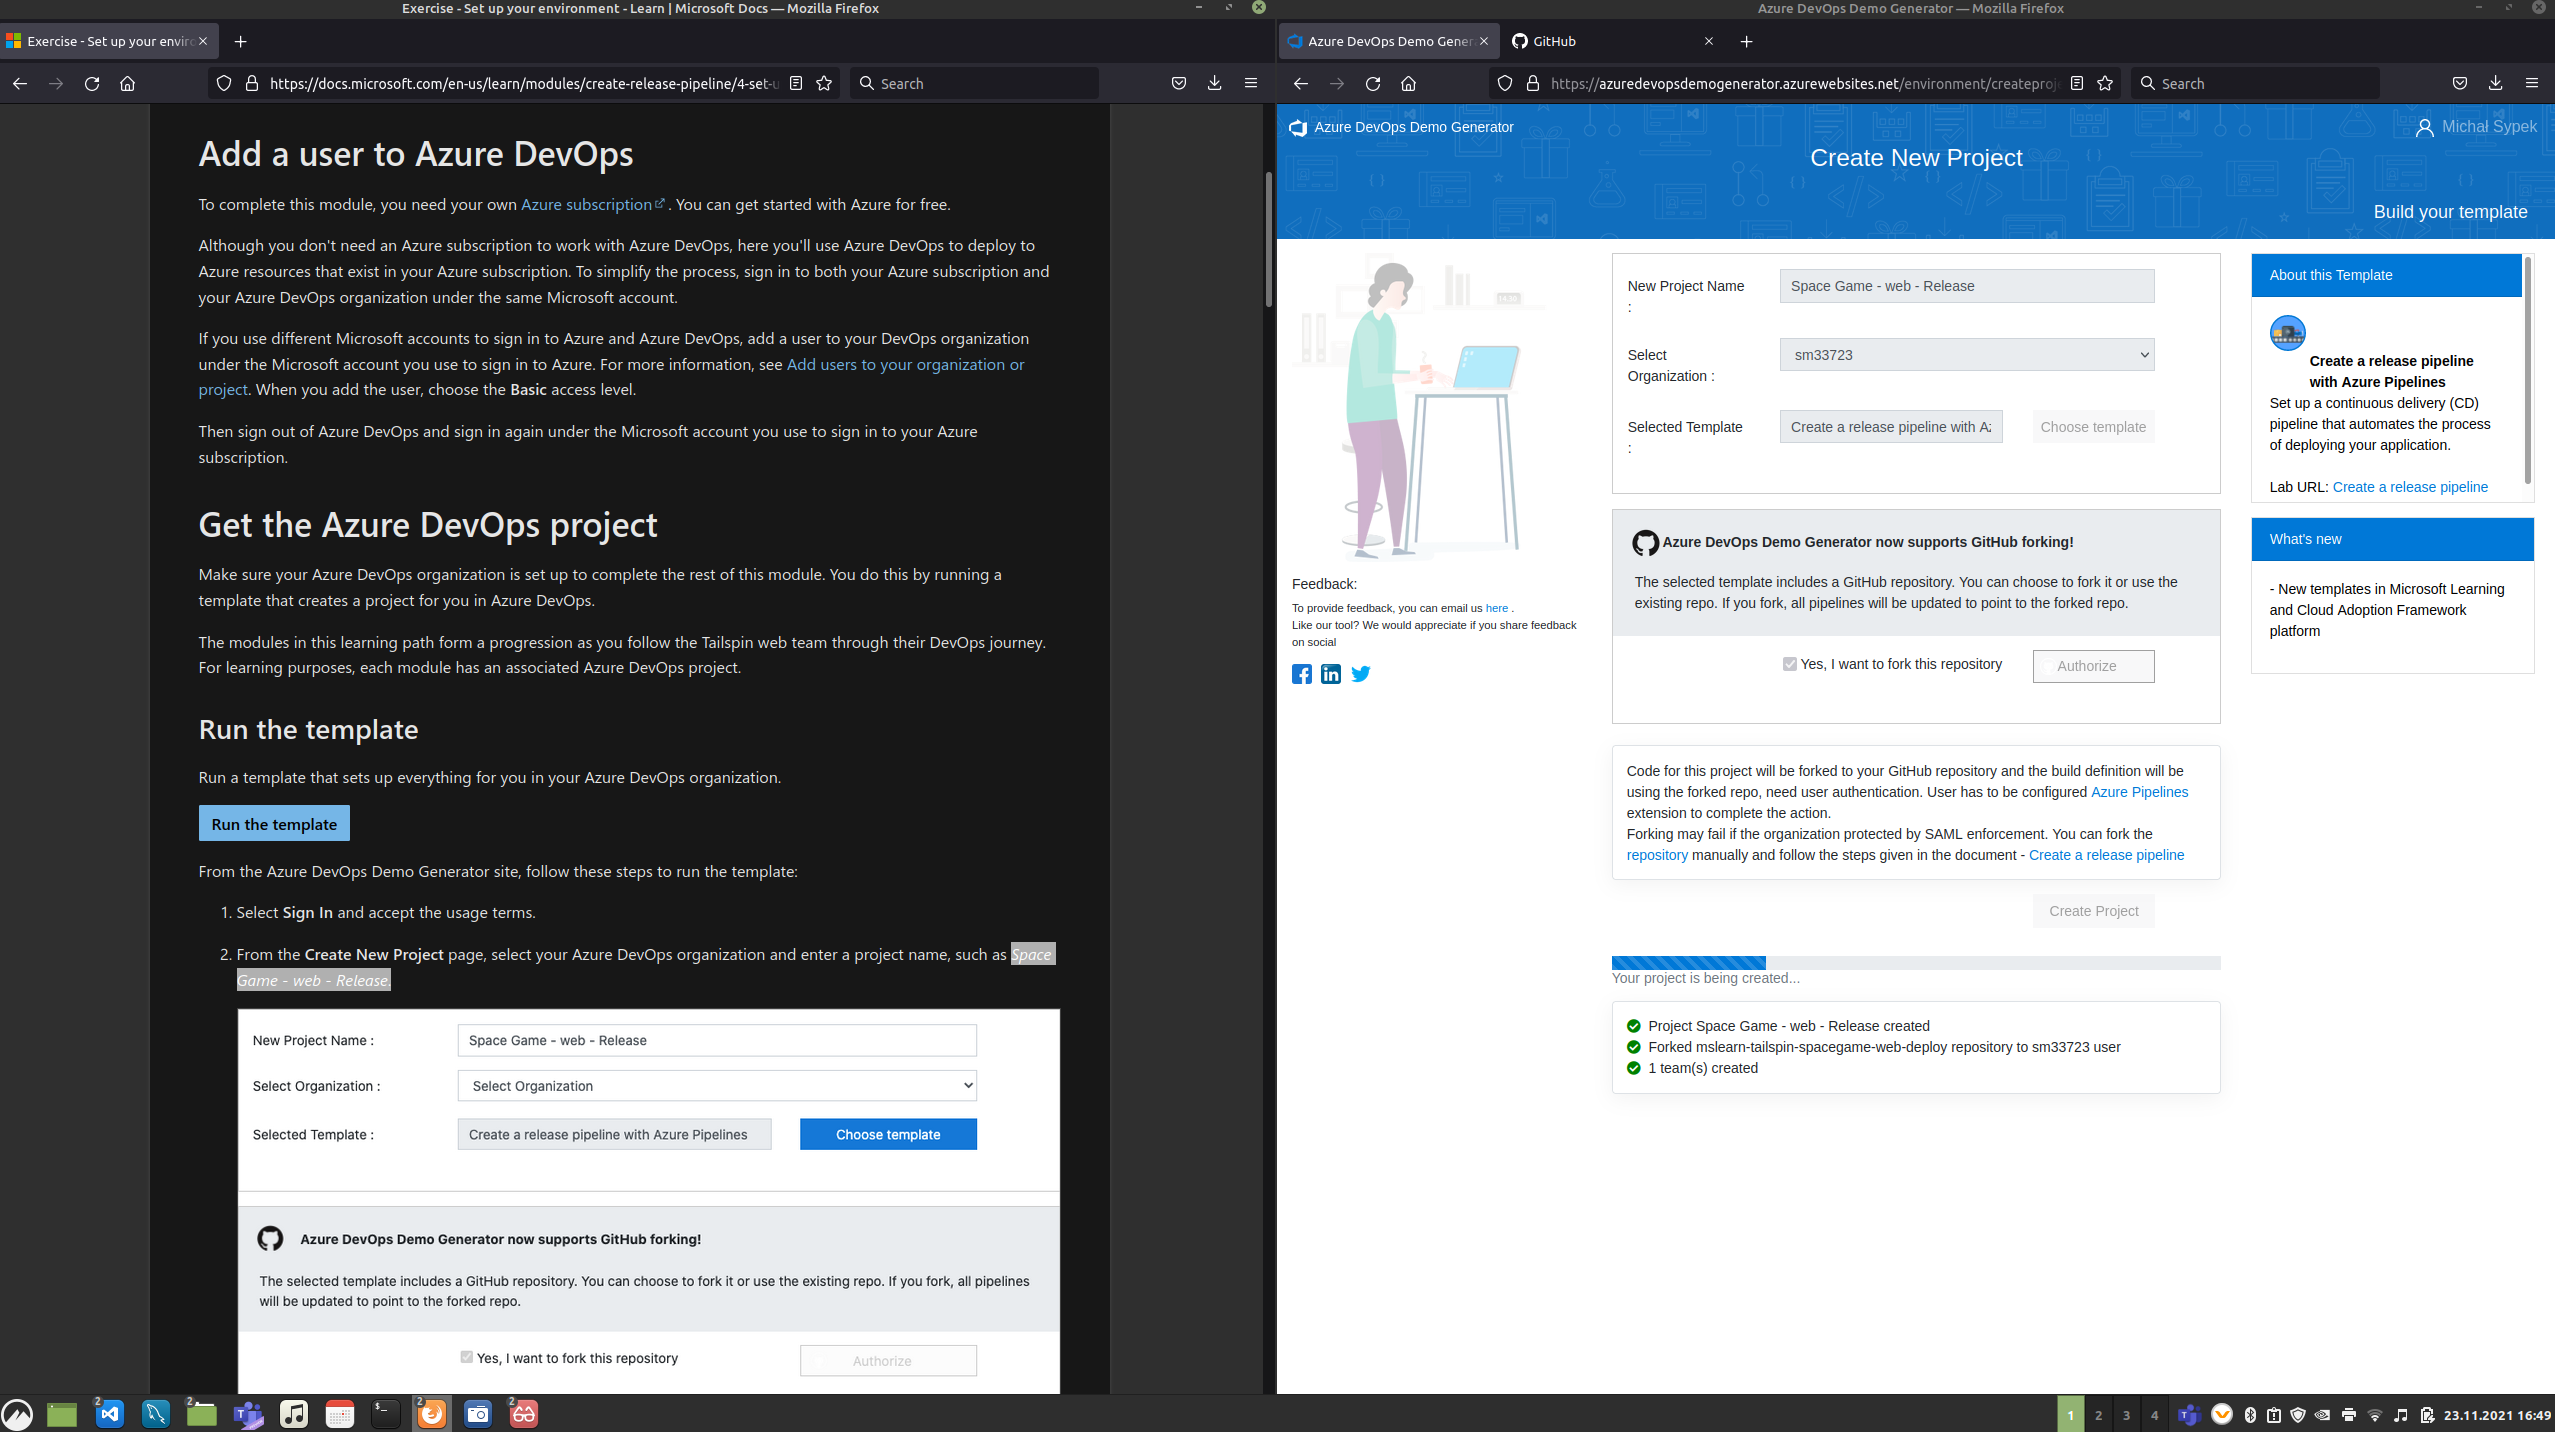 Exercise - Set up your environment - Learn | Microsoft Docs — Mozilla Firefox
Exercise - Set up your enviro
https://docs.microsoft.com/en-us/learn/modules/create-release-pipeline/4-set-u
Search
Add a user to Azure DevOps
To complete this module, you need your own Azure subscription. You can get started with Azure for free.
Although you don't need an Azure subscription to work with Azure DevOps, here you'll use Azure DevOps to deploy to
Azure resources that exist in your Azure subscription. To simplify the process, sign in to both your Azure subscription and
your Azure DevOps organization under the same Microsoft account.
If you use different Microsoft accounts to sign in to Azure and Azure DevOps, add a user to your DevOps organization
under the Microsoft account you use to sign in to Azure. For more information, see Add users to your organization or
project. When you add the user, choose the Basic access level.
Then sign out of Azure DevOps and sign in again under the Microsoft account you use to sign in to your Azure
subscription.
Get the Azure DevOps project
Make sure your Azure DevOps organization is set up to complete the rest of this module. You do this by running a
template that creates a project for you in Azure DevOps.
The modules in this learning path form a progression as you follow the Tailspin web team through their DevOps journey.
For learning purposes, each module has an associated Azure DevOps project.
Run the template
Run a template that sets up everything for you in your Azure DevOps organization.
Run the template
From the Azure DevOps Demo Generator site, follow these steps to run the template:
1. Select Sign In and accept the usage terms.
2. From the Create New Project page, select your Azure DevOps organization and enter a project name, such as Space
Game - web - Release.
New Project Name :
Space Game - web - Release
Select Organization :
Select Organization
Selected Template :
Create a release pipeline with Azure Pipelines
Choose template
Azure DevOps Demo Generator now supports GitHub forking!
The selected template includes a GitHub repository. You can choose to fork it or use the existing repo. If you fork, all pipelines
will be updated to point to the forked repo.
Yes, I want to fork this repository
Authorize
Azure DevOps Demo Generator — Mozilla Firefox
Azure DevOps Demo Gener
GitHub
https://azuredevopsdemogenerator.azurewebsites.net/environment/createproje
Search
Azure DevOps Demo Generator
Michał Sypek
Create New Project
Build your template
New Project Name
:
Space Game - web - Release
Select
Organization :
sm33723
Selected Template
:
Create a release pipeline with Az
Choose template
Azure DevOps Demo Generator now supports GitHub forking!
The selected template includes a GitHub repository. You can choose to fork it or use the
existing repo. If you fork, all pipelines will be updated to point to the forked repo.
Yes, I want to fork this repository
Authorize
Code for this project will be forked to your GitHub repository and the build definition will be
using the forked repo, need user authentication. User has to be configured Azure Pipelines
extension to complete the action.
Forking may fail if the organization protected by SAML enforcement. You can fork the
repository manually and follow the steps given in the document - Create a release pipeline
Create Project
Your project is being created...
Project Space Game - web - Release created
Forked mslearn-tailspin-spacegame-web-deploy repository to sm33723 user
1 team(s) created
Feedback:
To provide feedback, you can email us here .
Like our tool? We would appreciate if you share feedback
on social
About this Template
Create a release pipeline
with Azure Pipelines
Set up a continuous delivery (CD)
pipeline that automates the process
of deploying your application.
Lab URL: Create a release pipeline
What's new
- New templates in Microsoft Learning
and Cloud Adoption Framework
platform
2
2
2
2
1
2
3
4
23.11.2021 16:49